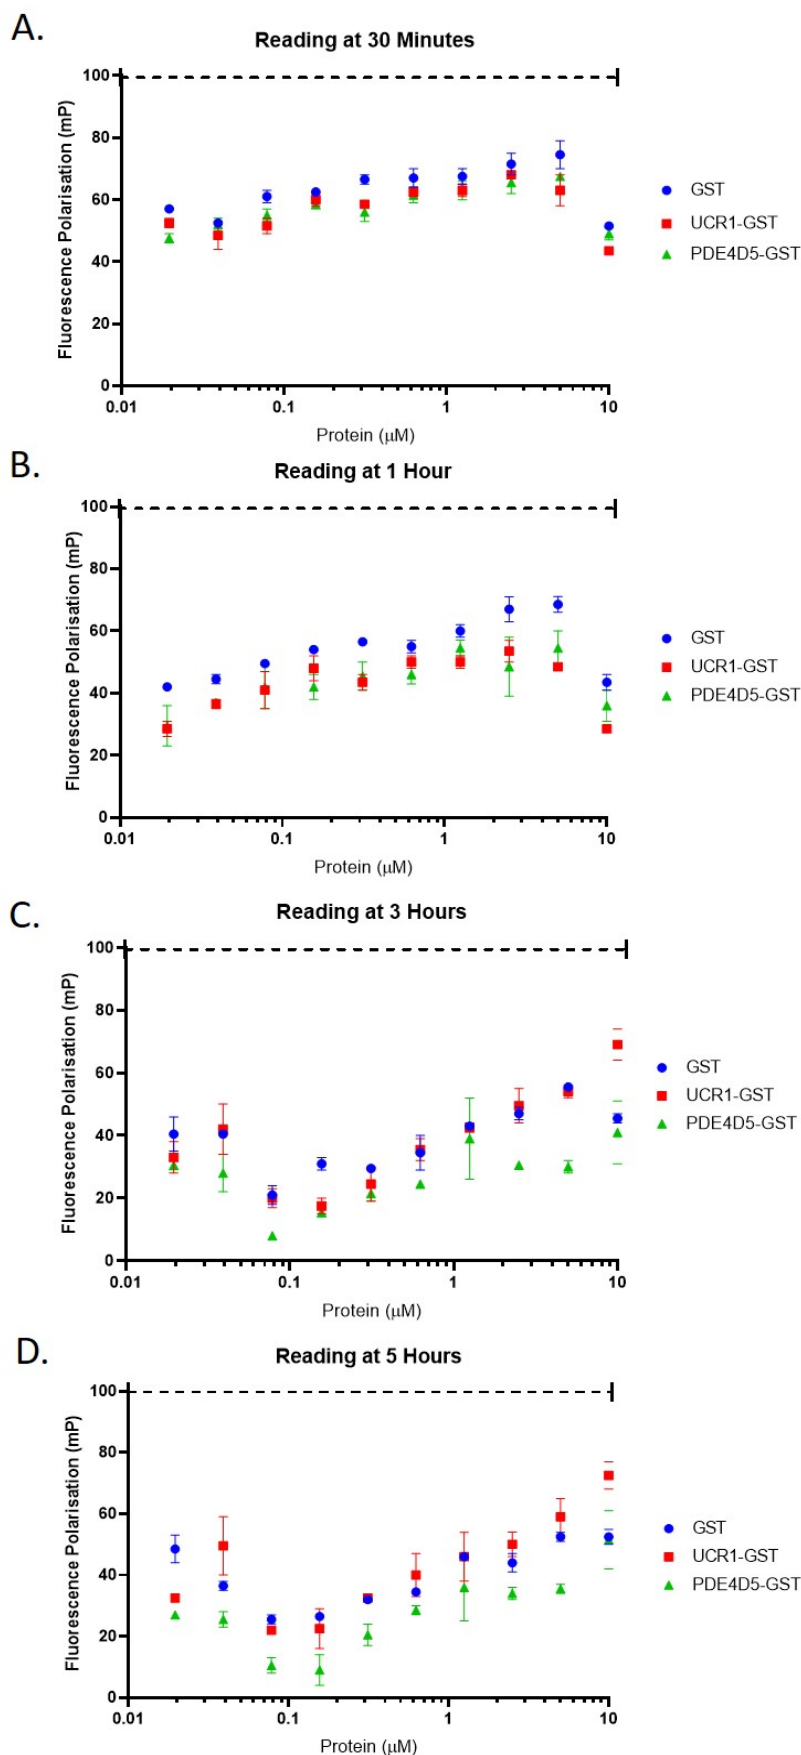 A.
Reading at 30 Minutes
Fluorescence Polarisation (mP)
100
80
60
40
20
0
0.01
0.1
1
10
Protein (μM)
GST
UCR1-GST
PDE4D5-GST
B.
Reading at 1 Hour
Fluorescence Polarisation (mP)
100
80
60
40
20
0
0.01
0.1
1
10
Protein (μM)
GST
UCR1-GST
PDE4D5-GST
C.
Reading at 3 Hours
Fluorescence Polarisation (mP)
100
80
60
40
20
0
0.01
0.1
1
10
Protein (μM)
GST
UCR1-GST
PDE4D5-GST
D.
Reading at 5 Hours
Fluorescence Polarisation (mP)
100
80
60
40
20
0
0.01
0.1
1
10
Protein (μM)
GST
UCR1-GST
PDE4D5-GST